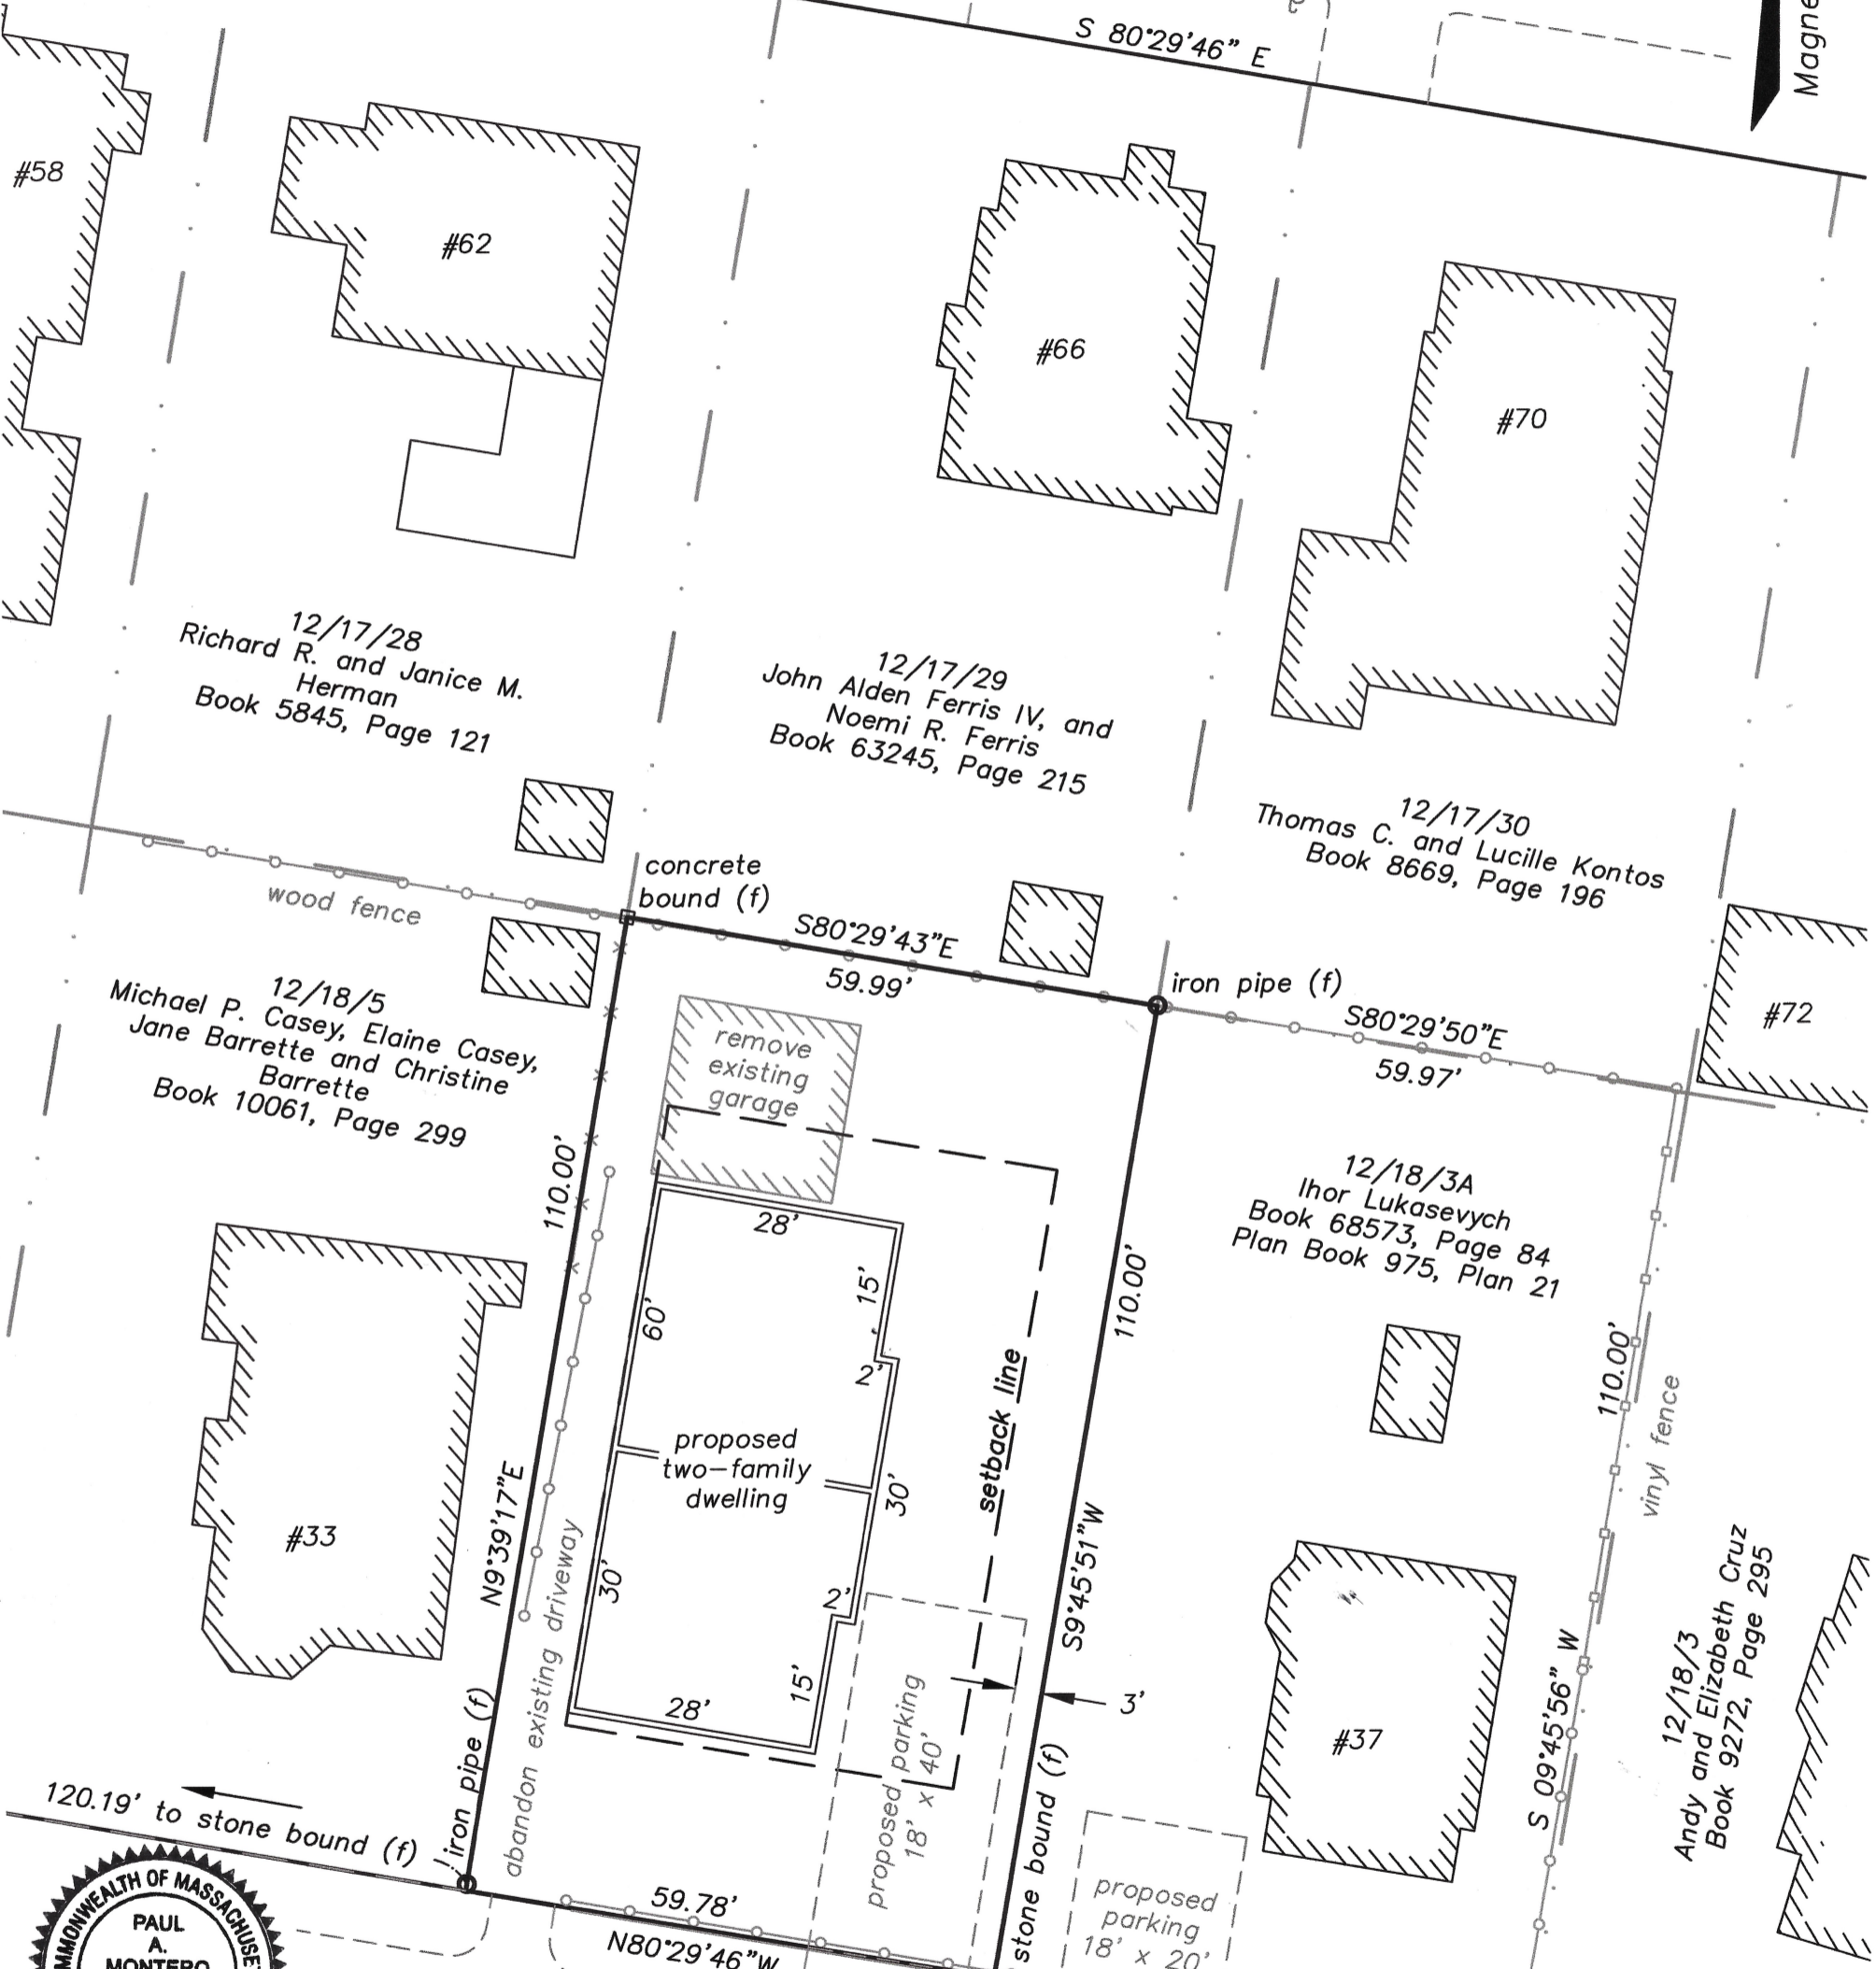 S 80°29'46" E
Magne
#58
#62
#66
#70
12/17/28
Richard R. and Janice M.
Herman
Book 5845, Page 121
12/17/29
John Alden Ferris IV, and
Noemi R. Ferris
Book 63245, Page 215
12/17/30
Thomas C. and Lucille Kontos
Book 8669, Page 196
wood fence
concrete
bound (f)
S80°29'43"E
59.99'
iron pipe (f)
S80°29'50"E
59.97'
#72
12/18/5
Michael P. Casey, Elaine Casey,
Jane Barrette and Christine
Barrette
Book 10061, Page 299
remove
existing
garage
12/18/3A
Ihor Lukasevych
Book 68573, Page 84
Plan Book 975, Plan 21
110.00'
28'
15'
60'
2'
110.00'
setback line
110.00'
vinyl fence
proposed
two-family
dwelling
30'
#33
N9°39'17"E
30'
2'
15'
28'
S9°45'51"W
3'
#37
S 09°45'56" W
12/18/3
Andy and Elizabeth Cruz
Book 9272, Page 295
abandon existing driveway
iron pipe (f)
proposed parking
18' x 40'
stone bound (f)
proposed
parking
18' x 20'
120.19' to stone bound (f)
59.78'
N80°29'46"W
MMONWEALTH OF MASSACHUSE
PAUL
A.
MONTERO